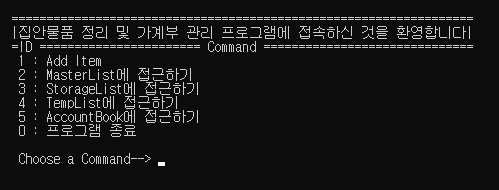 ==========================================================
|집안물품 정리 및 가계부 관리 프로그램에 접속하신 것을 환영합니다|
=ID ===================== Command ==========================
1 : Add Item
2 : MasterList에 접근하기
3 : StorageList에 접근하기
4 : TempList에 접근하기
5 : AccountBook에 접근하기
0 : 프로그램 종료
Choose a Command--> _